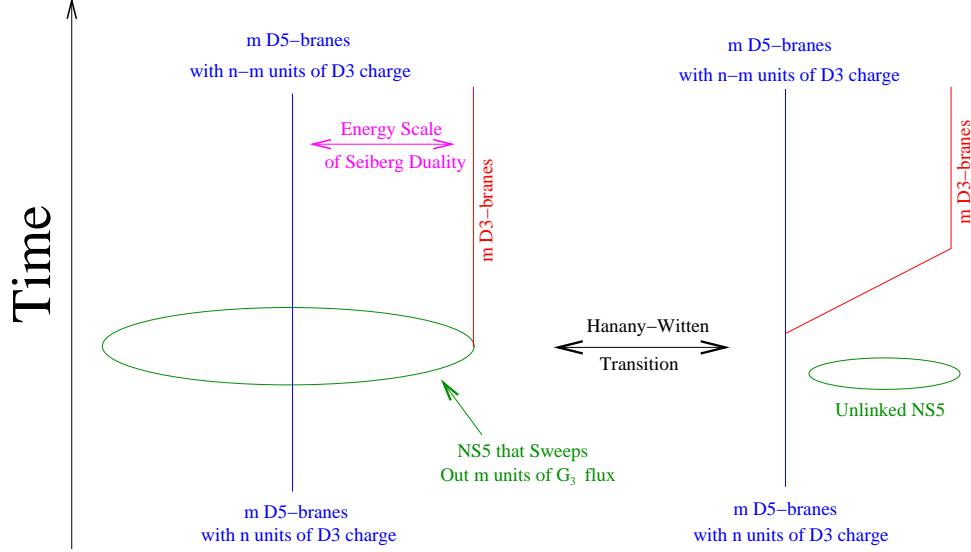 Time
m D5−branes
with n−m units of D3 charge
Energy Scale
of Seiberg Duality
m D3−branes
NS5 that Sweeps
Out m units of G₃ flux
m D5−branes
with n units of D3 charge
Hanany−Witten
Transition
m D5−branes
with n−m units of D3 charge
m D3−branes
Unlinked NS5
m D5−branes
with n units of D3 charge